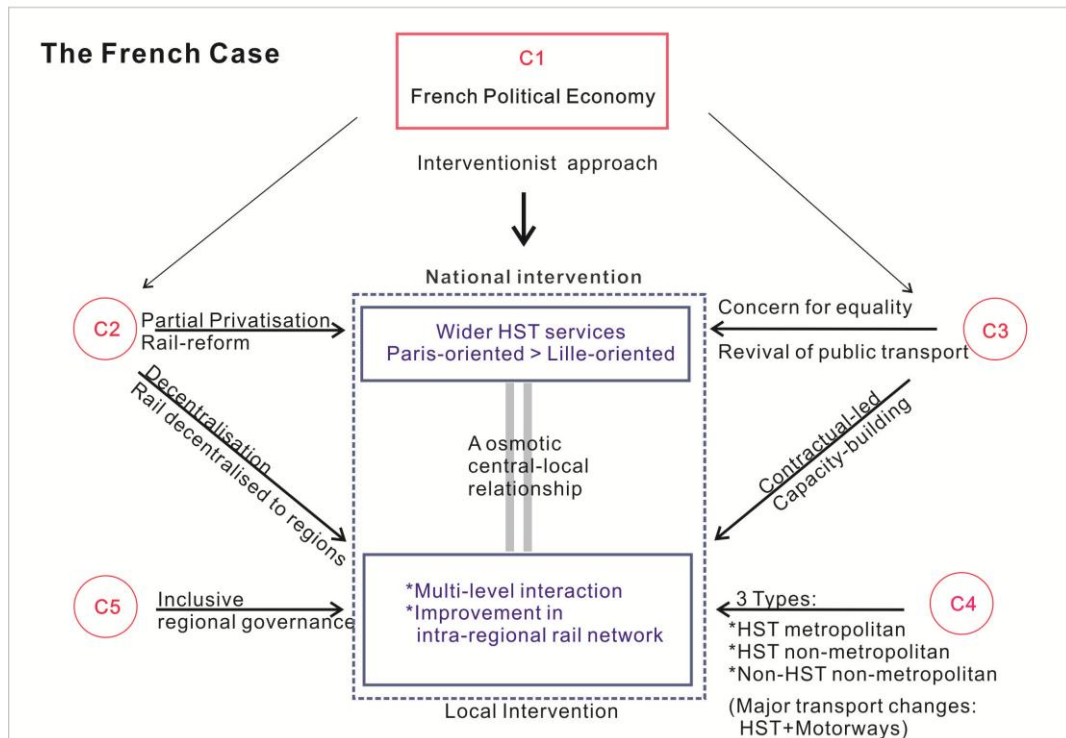 The French Case
C1
French Political Economy
Interventionist approach
National intervention
C2
Partial Privatisation
Rail-reform
Wider HST services
Paris-oriented > Lille-oriented
Concern for equality
Revival of public transport
C3
Decentralisation
Rail decentralised to regions
A osmotic
central-local
relationship
Contractual-led
Capacity-building
C5
Inclusive
regional governance
*Multi-level interaction
*Improvement in
intra-regional rail network
3 Types:
*HST metropolitan
*HST non-metropolitan
*Non-HST non-metropolitan
(Major transport changes:
HST+Motorways)
C4
Local Intervention